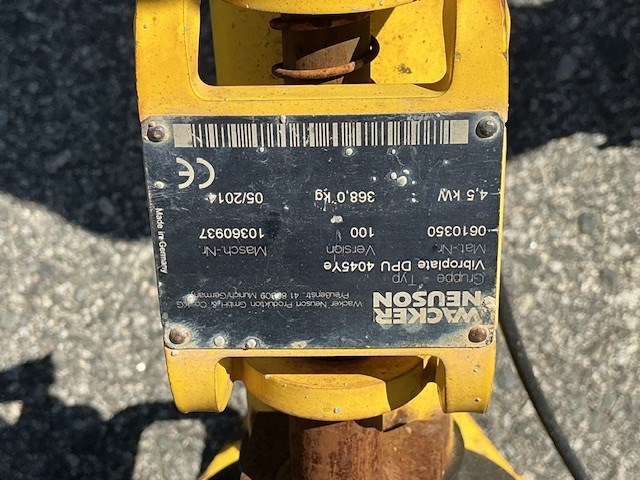 WACKER
NEUSON
Wacker Neuson Produktion GmbH & Co. KG
Preußenstr. 41 80809 Munich/Germany
Gruppe Typ
Vibroplate DPU 4045Ye
Mat.-Nr. Version Masch.-Nr.
0610350 100 10360937
4,5 kW 368,0 kg 05/2014
CE
Made in Germany